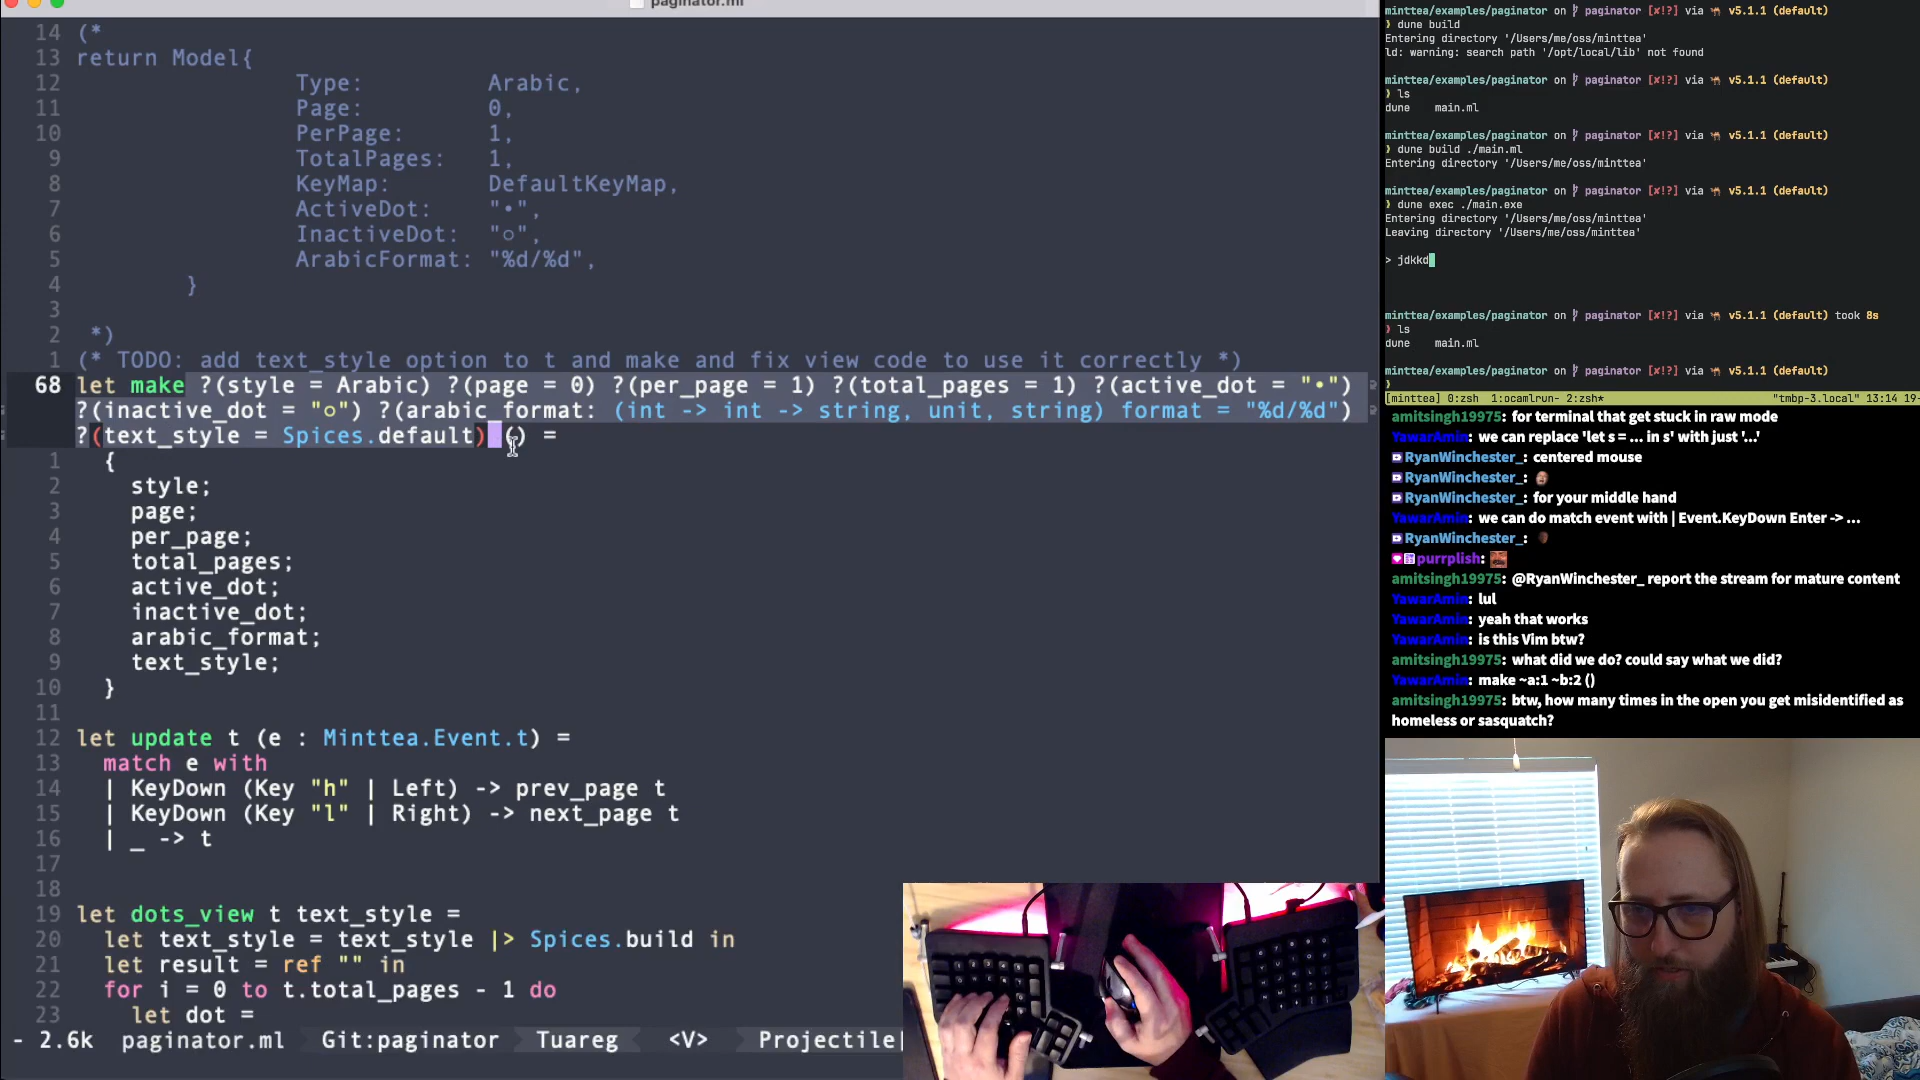 paginator.ml
14 (*
13 return Model{
12 Type: Arabic,
11 Page: 0,
10 PerPage: 1,
9 TotalPages: 1,
8 KeyMap: DefaultKeyMap,
7 ActiveDot: "•",
6 InactiveDot: "○",
5 ArabicFormat: "%d/%d",
4 }
3
2 *)
1 (* TODO: add text_style option to t and make and fix view code to use it correctly *)
68 let make ?(style = Arabic) ?(page = 0) ?(per_page = 1) ?(total_pages = 1) ?(active_dot = "•")
?(inactive_dot = "○") ?(arabic_format: (int -> int -> string, unit, string) format = "%d/%d")
?(text_style = Spices.default) () =
1 {
2 style;
3 page;
4 per_page;
5 total_pages;
6 active_dot;
7 inactive_dot;
8 arabic_format;
9 text_style;
10 }
11
12 let update t (e : Minttea.Event.t) =
13 match e with
14 | KeyDown (Key "h" | Left) -> prev_page t
15 | KeyDown (Key "l" | Right) -> next_page t
16 | _ -> t
17
18
19 let dots_view t text_style =
20 let text_style = text_style |> Spices.build in
21 let result = ref "" in
22 for i = 0 to t.total_pages - 1 do
23 let dot =
- 2.6k paginator.ml Git:paginator Tuareg <V> Projectile
minttea/examples/paginator on paginator [✘!?] via v5.1.1 (default)
❯ dune build
Entering directory '/Users/me/oss/minttea'
ld: warning: search path '/opt/local/lib' not found
minttea/examples/paginator on paginator [✘!?] via v5.1.1 (default)
❯ ls
dune main.ml
minttea/examples/paginator on paginator [✘!?] via v5.1.1 (default)
❯ dune build ./main.ml
Entering directory '/Users/me/oss/minttea'
minttea/examples/paginator on paginator [✘!?] via v5.1.1 (default)
❯ dune exec ./main.exe
Entering directory '/Users/me/oss/minttea'
Leaving directory '/Users/me/oss/minttea'
> jdkkd
minttea/examples/paginator on paginator [✘!?] via v5.1.1 (default) took 8s
❯ ls
dune main.ml
minttea/examples/paginator on paginator [✘!?] via v5.1.1 (default)
❯
[minttea] 0:zsh 1:ocamlrun- 2:zsh* "tmbp-3.local" 13:14 19-
amitsingh19975: for terminal that get stuck in raw mode
YawarAmin: we can replace 'let s = ... in s' with just '...'
RyanWinchester_: centered mouse
RyanWinchester_:
RyanWinchester_: for your middle hand
YawarAmin: we can do match event with | Event.KeyDown Enter -> ...
RyanWinchester_:
purrplish:
amitsingh19975: @RyanWinchester_ report the stream for mature content
YawarAmin: lul
YawarAmin: yeah that works
YawarAmin: is this Vim btw?
amitsingh19975: what did we do? could say what we did?
YawarAmin: make ~a:1 ~b:2 ()
amitsingh19975: btw, how many times in the open you get misidentified as
homeless or sasquatch?